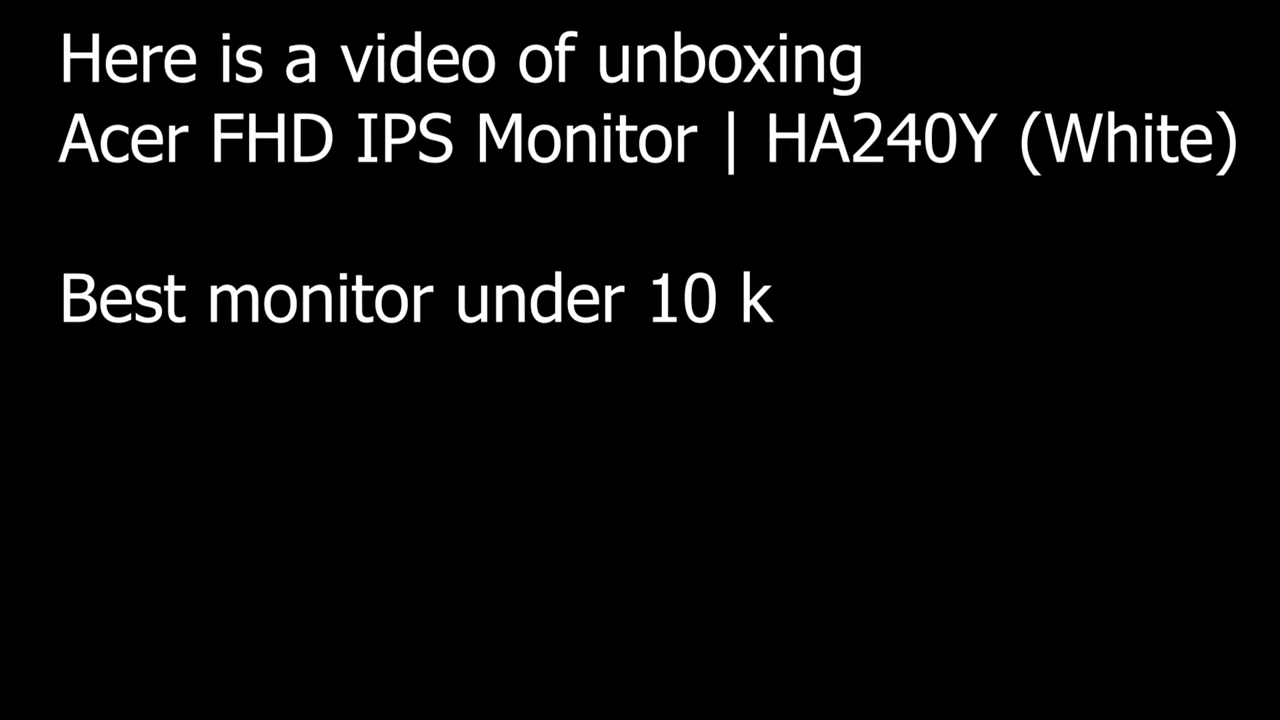 Here is a video of unboxing
Acer FHD IPS Monitor | HA240Y (White)
Best monitor under 10 k